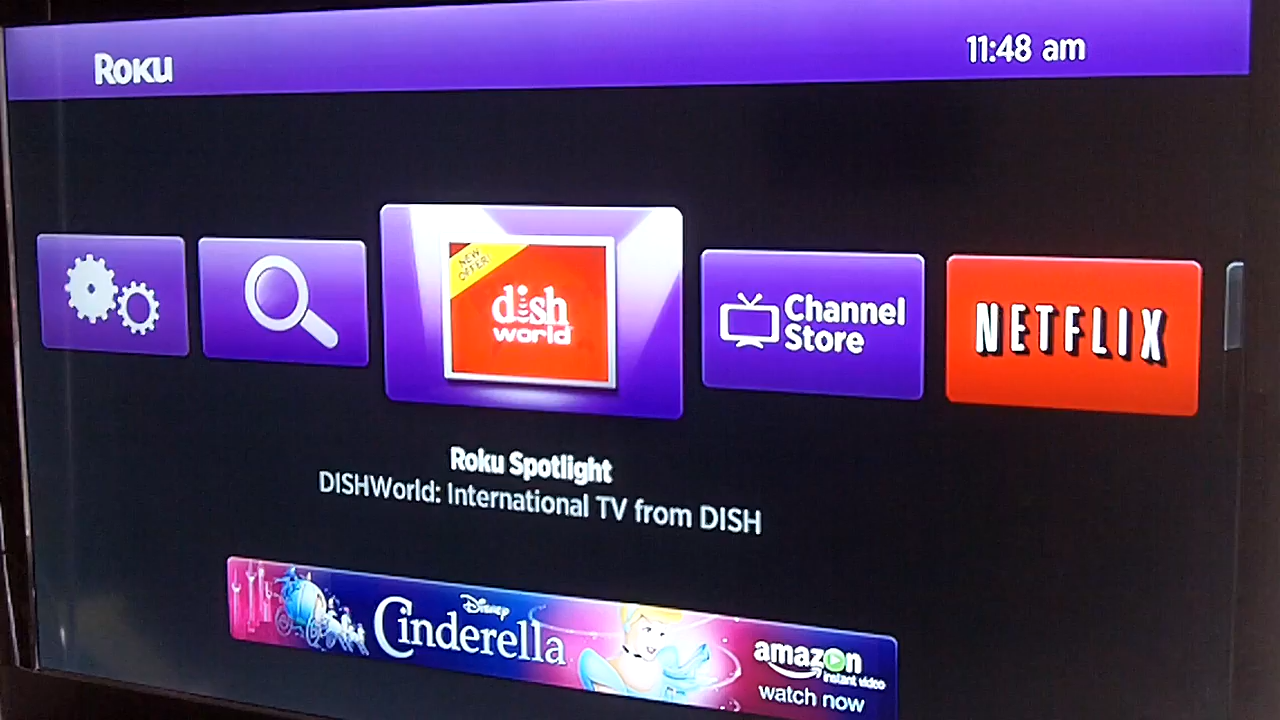 Roku
11:48 am
NEW
OFFER!
dish
world
Channel
Store
NETFLIX
Roku Spotlight
DISHWorld: International TV from DISH
Disney
Cinderella
amazon
instant video
watch now